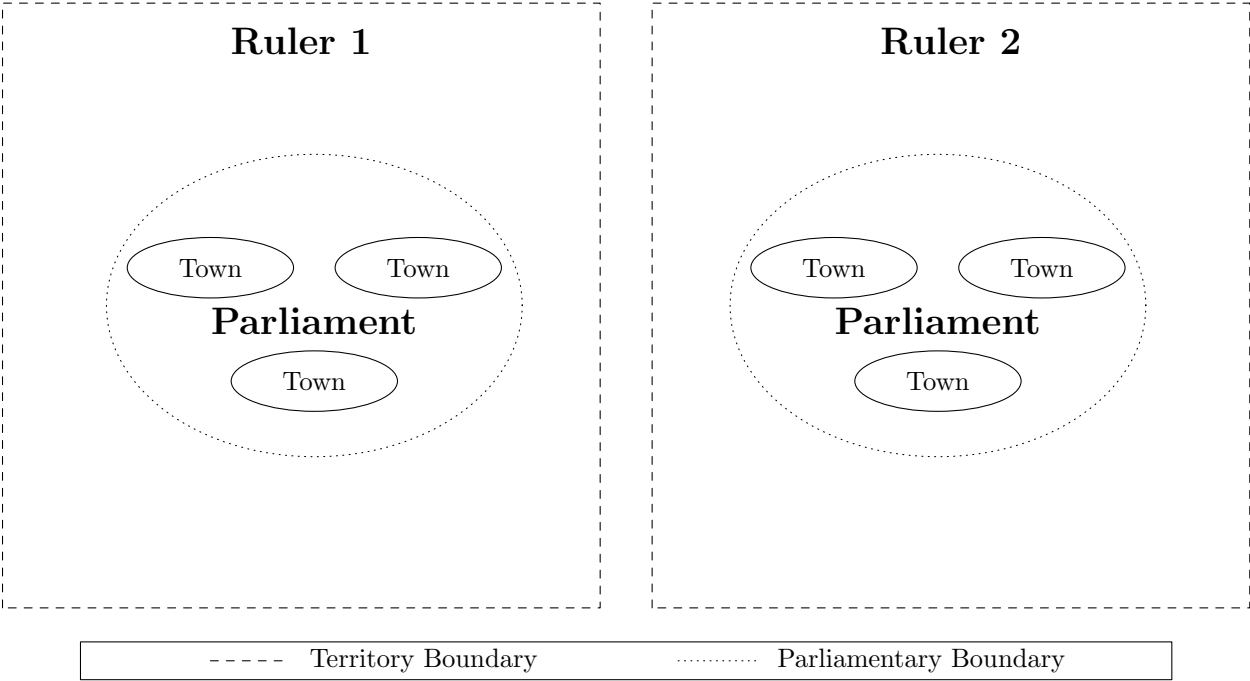 Ruler 1
Ruler 2
Town
Town
Parliament
Town
Town
Town
Parliament
Town
Territory Boundary
Parliamentary Boundary